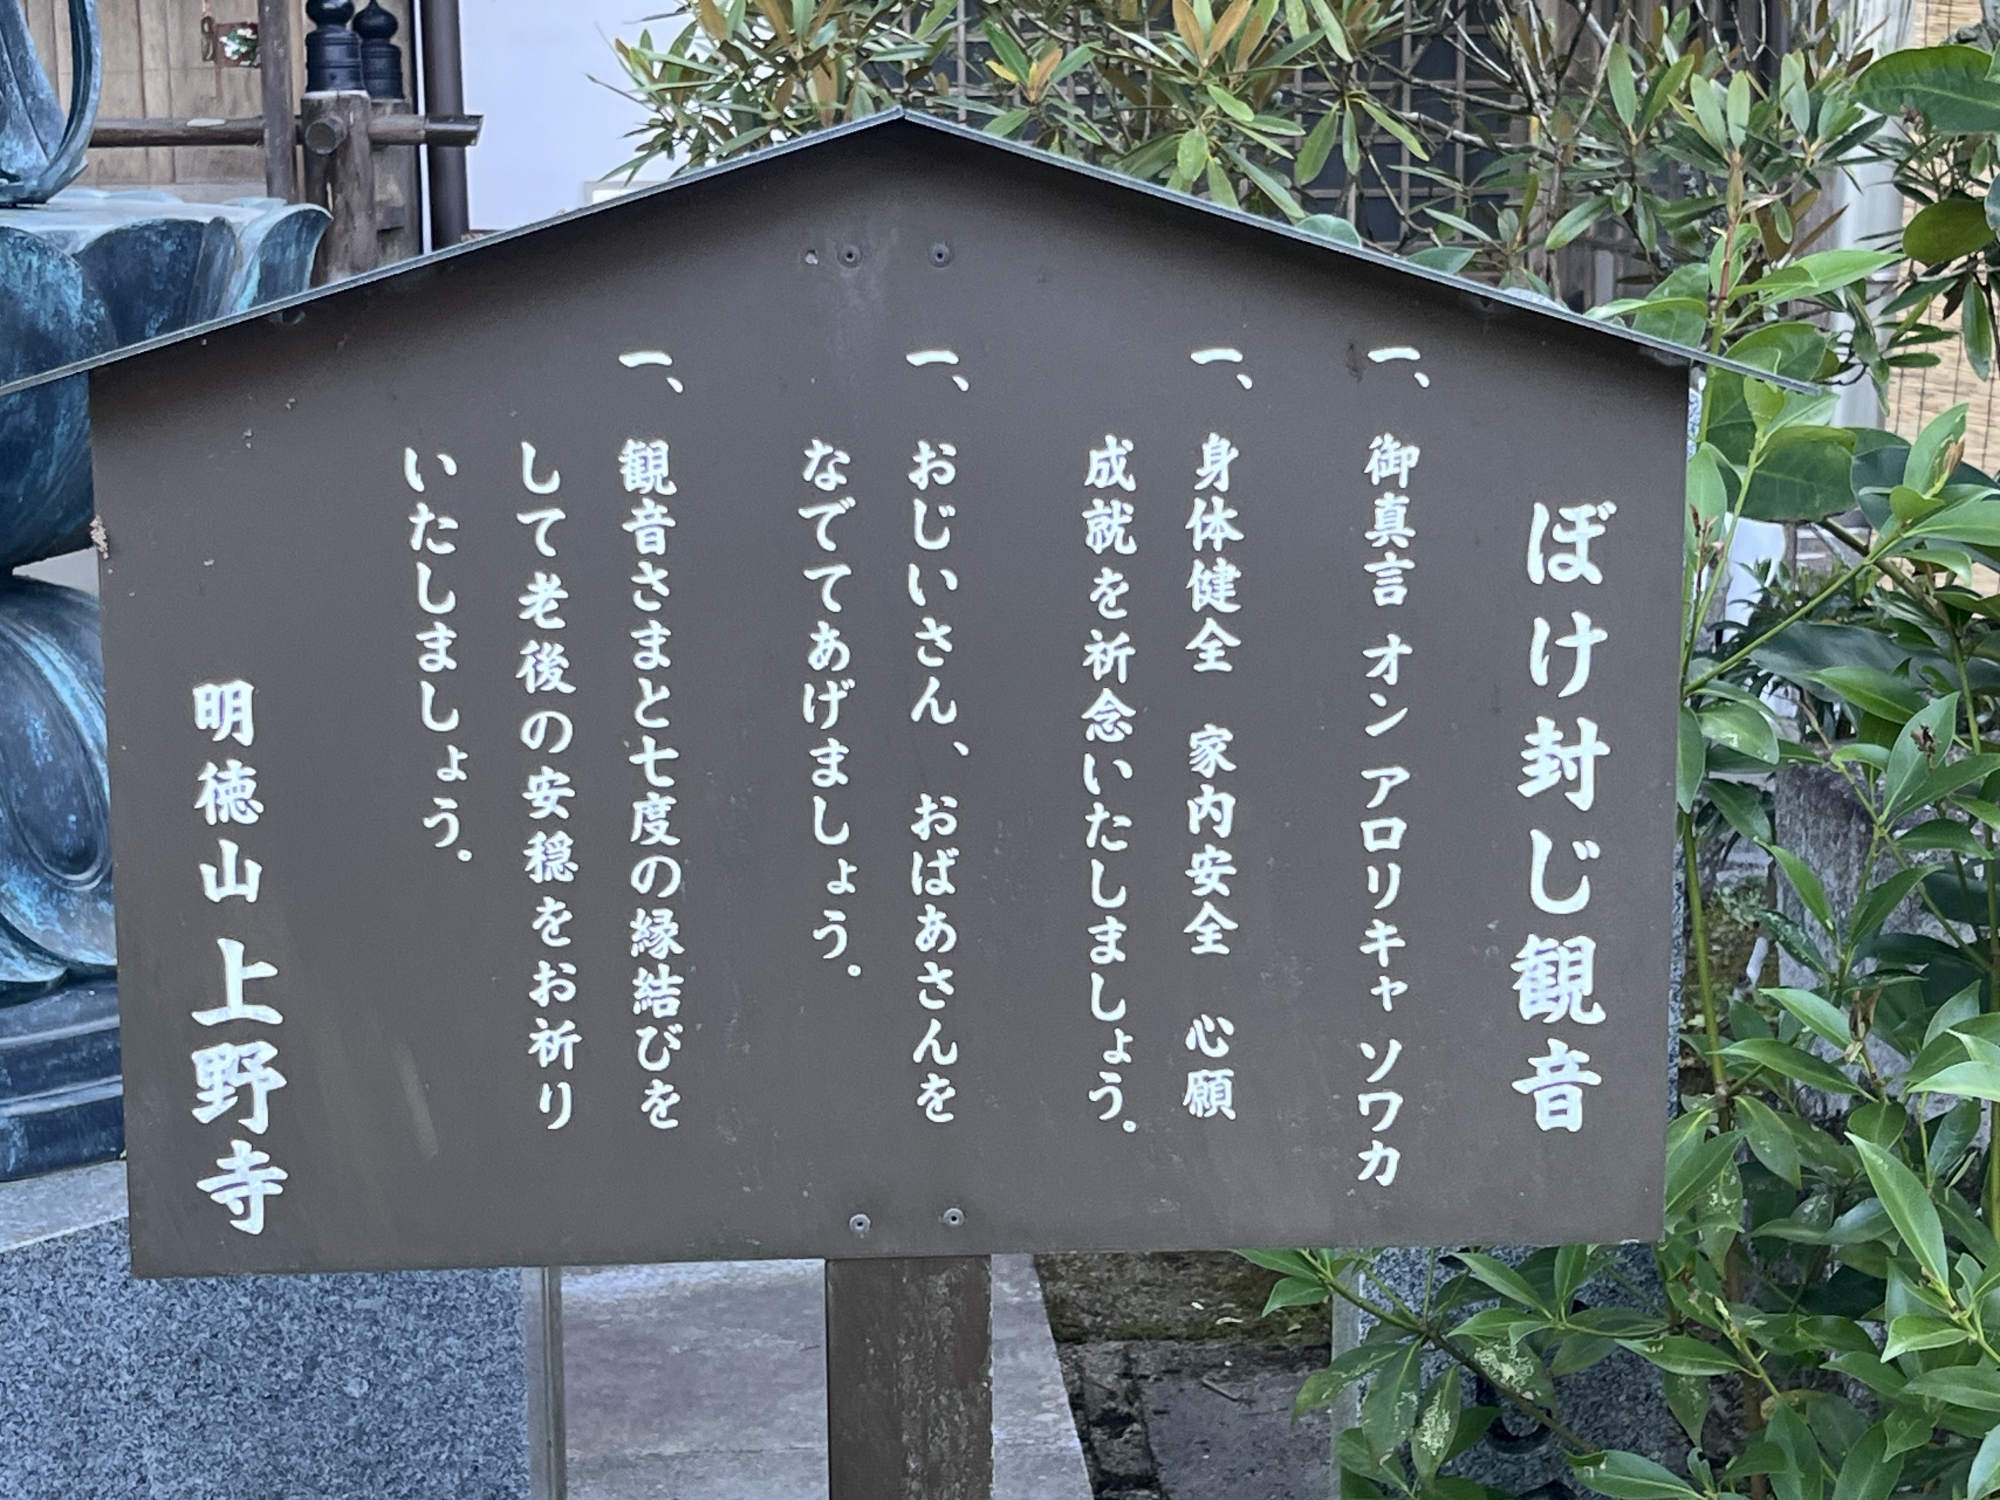 ぼけ封じ観音
一、御真言 オン アロリキャ ソワカ
一、身体健全 家内安全 心願
成就を祈念いたしましょう。
一、おじいさん、おばあさんを
なでてあげましょう。
一、観音さまと七度の縁結びを
して老後の安穏をお祈り
いたしましょう。
明徳山 上野寺